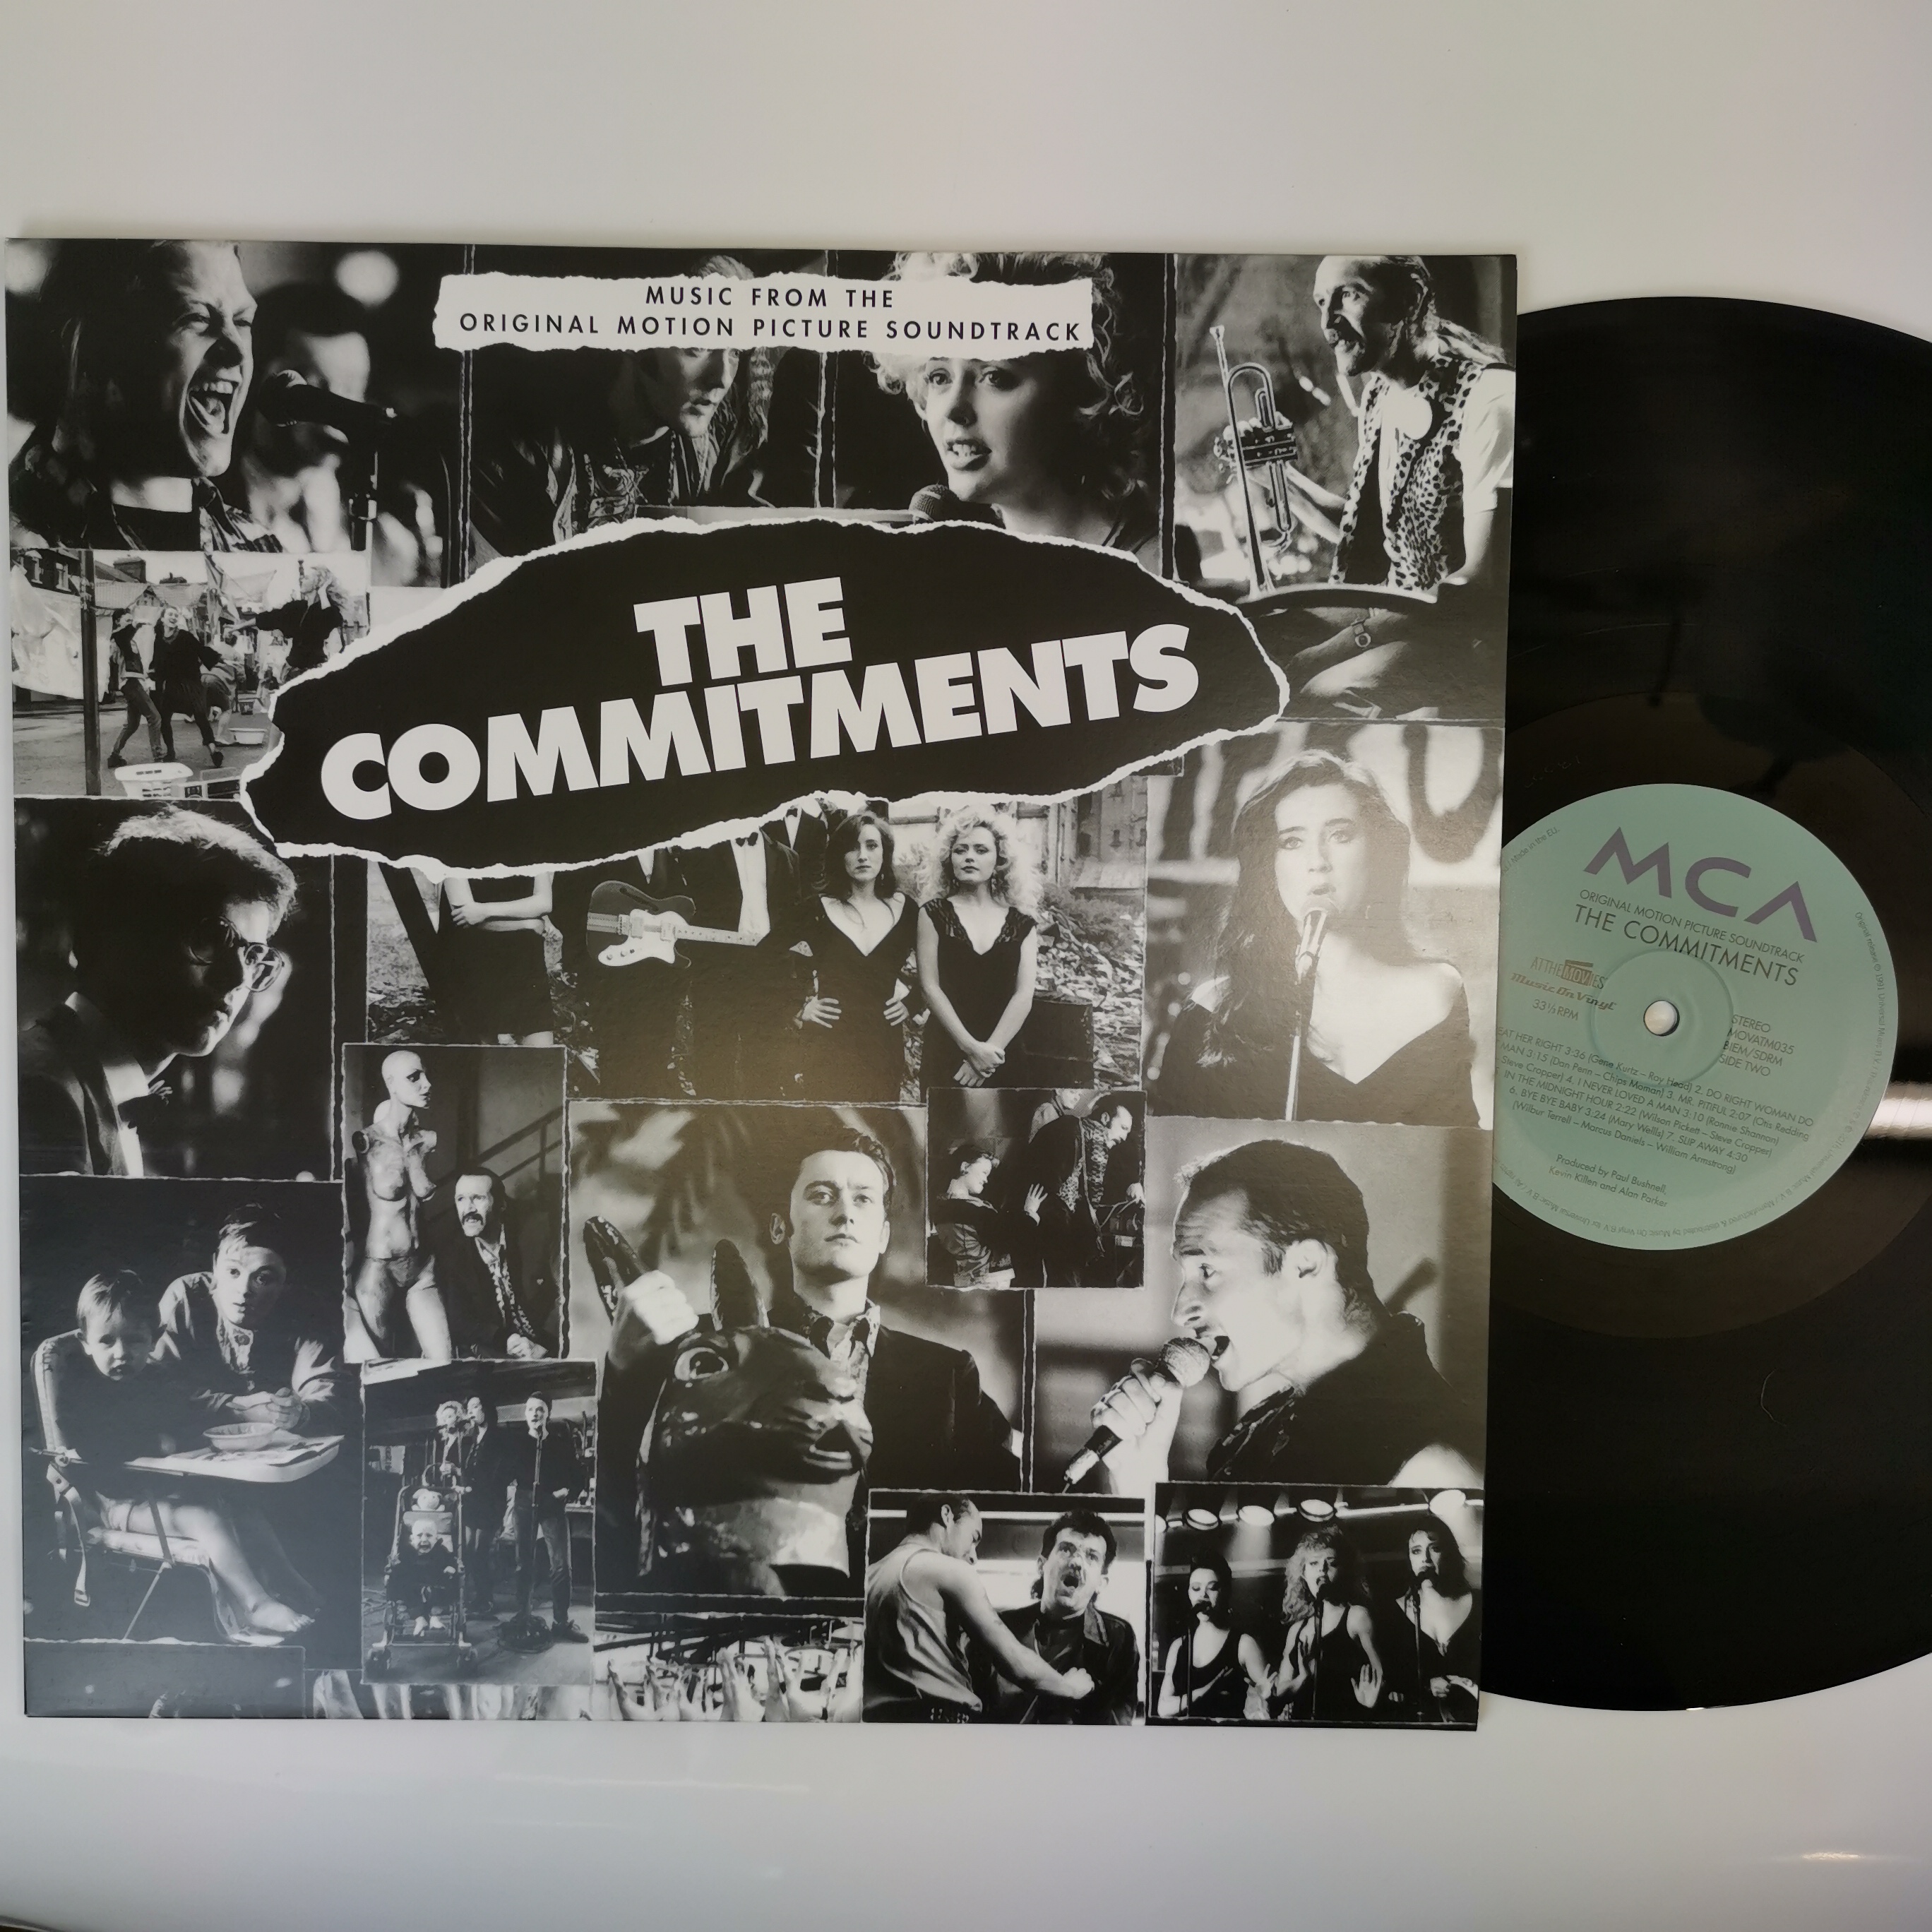 MUSIC FROM THE
ORIGINAL MOTION PICTURE SOUNDTRACK
THE
COMMITMENTS
MCA
ORIGINAL MOTION PICTURE SOUNDTRACK
THE COMMITMENTS
AT THE MOVIES
Music On Vinyl
33⅓ RPM
STEREO
MOVATM035
BIEM/SDRM
SIDE TWO
HER RIGHT 3:36 (Gene Kurtz – Roy Head) 2. DO RIGHT WOMAN DO
MAN 3:15 (Dan Penn – Chips Moman) 3. MR. PITIFUL 2:07 (Otis Redding
Steve Cropper) 4. I NEVER LOVED A MAN 3:10 (Ronnie Shannon)
IN THE MIDNIGHT HOUR 2:22 (Wilson Pickett – Steve Cropper)
6. BYE BYE BABY 3:24 (Mary Wells) 7. SLIP AWAY 4:30
(Wilbur Terrell – Marcus Daniels – William Armstrong)
Produced by Paul Bushnell,
Kevin Killen and Alan Parker
Made in the E.U.